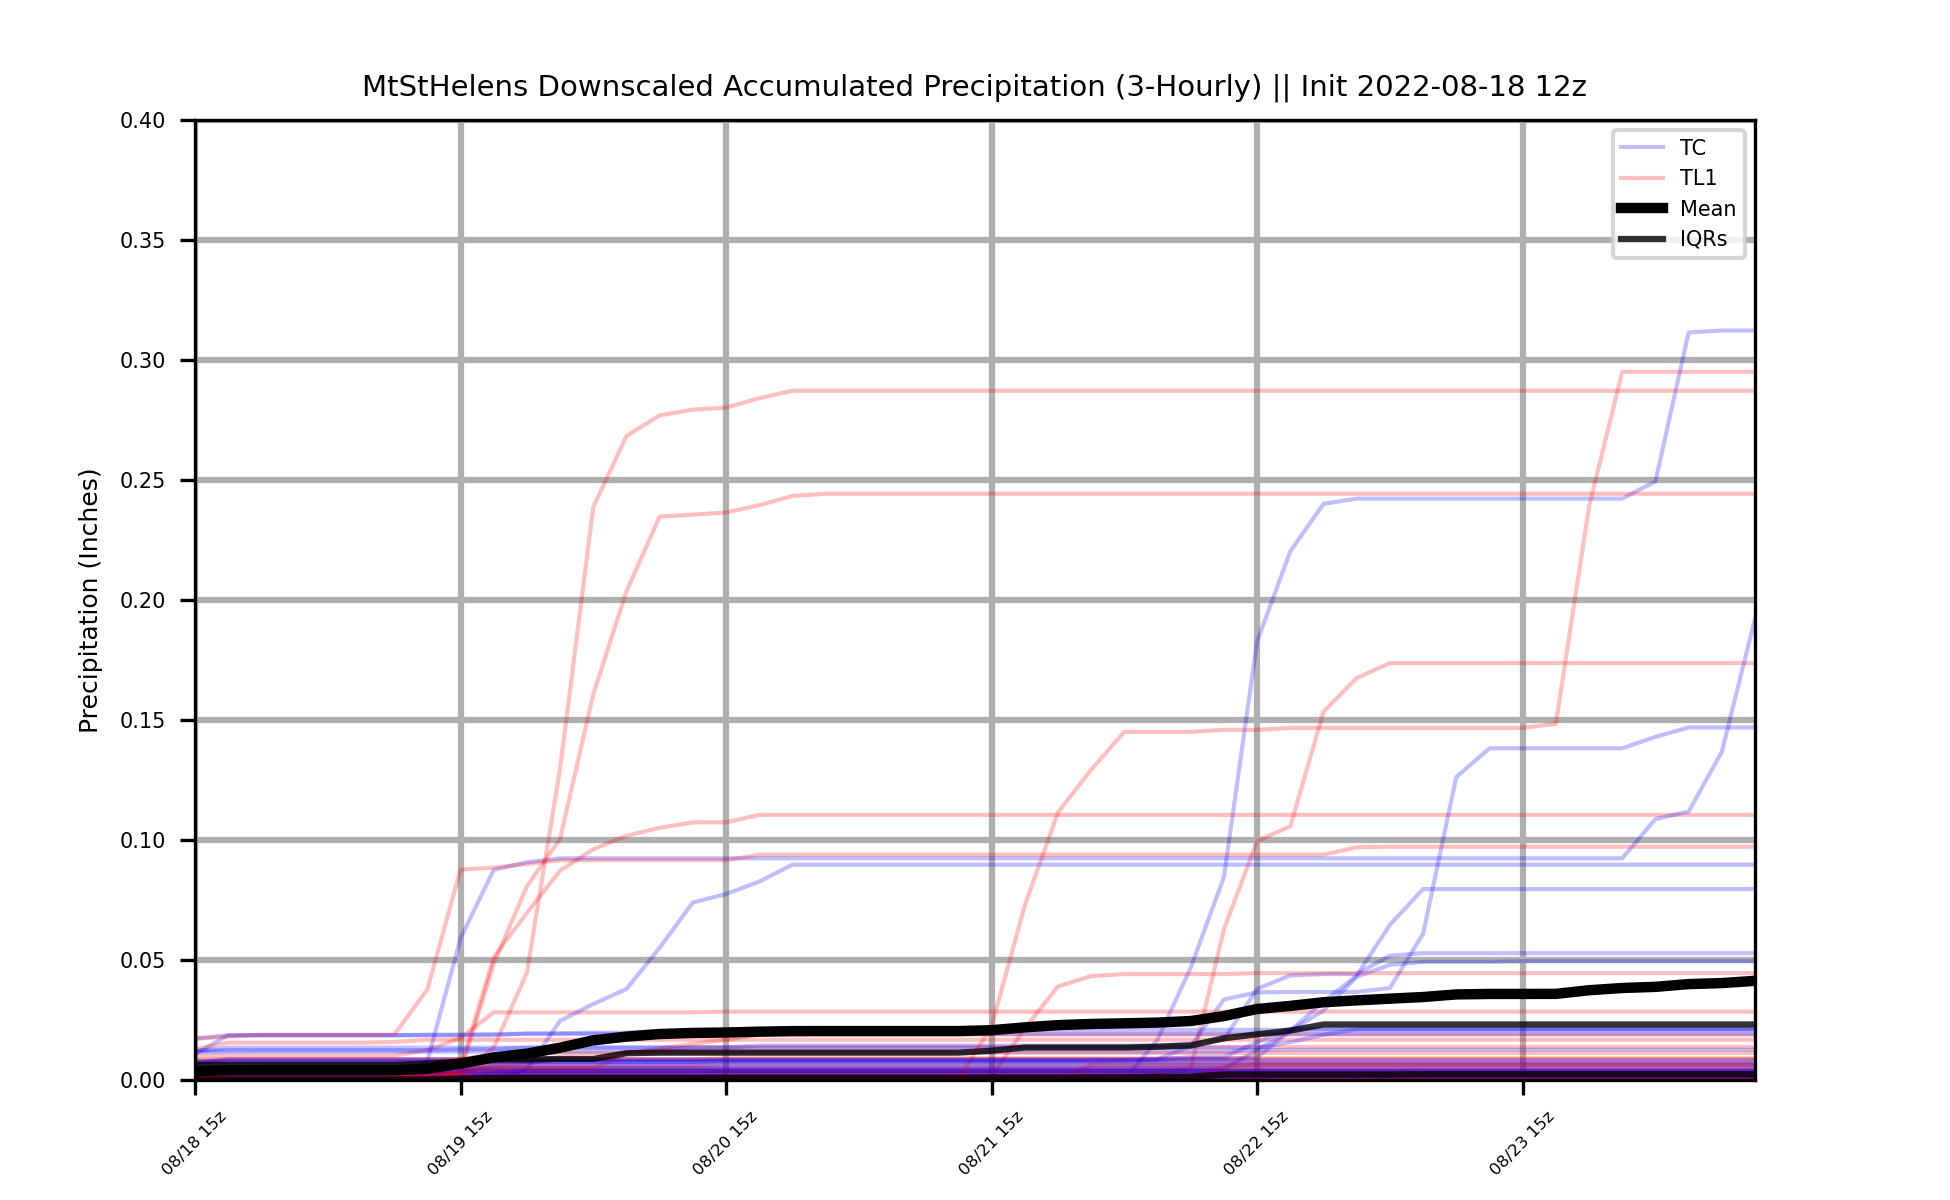 MtStHelens Downscaled Accumulated Precipitation (3-Hourly) || Init 2022-08-18 12z
TC
TL1
Mean
IQRs
Precipitation (Inches)
0.40
0.35
0.30
0.25
0.20
0.15
0.10
0.05
0.00
08/18 15z
08/19 15z
08/20 15z
08/21 15z
08/22 15z
08/23 15z